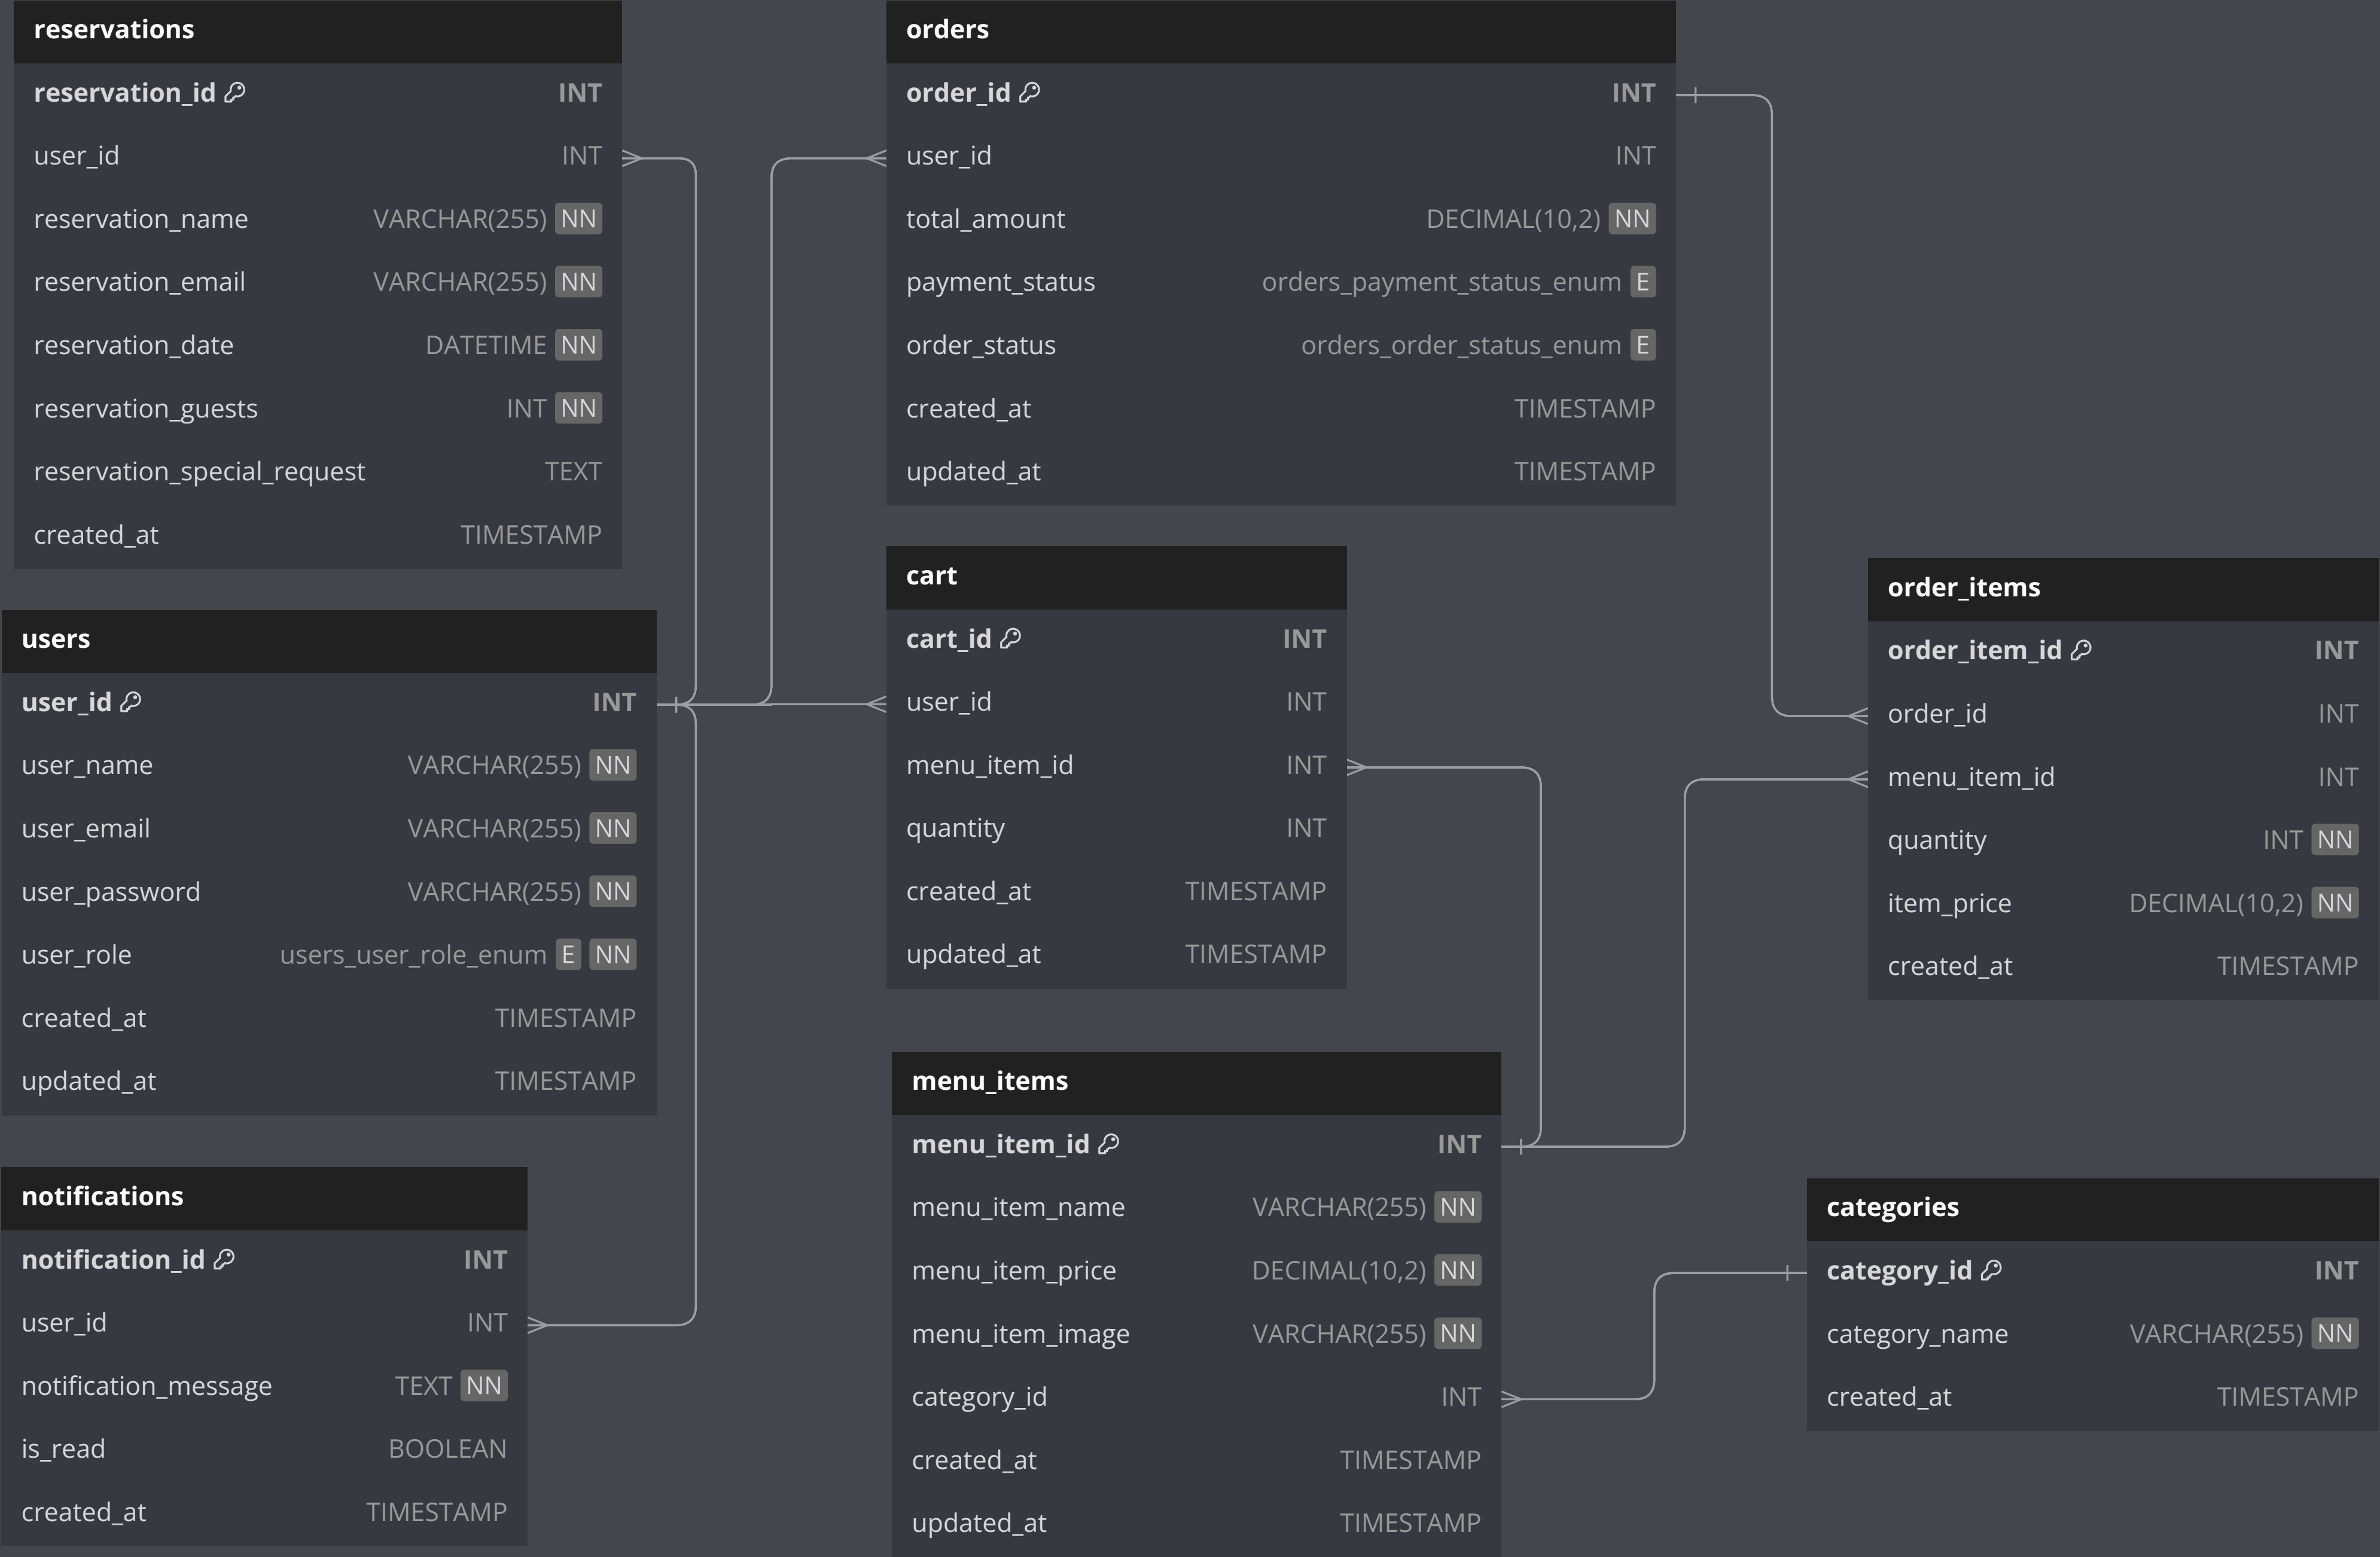 reservations
reservation_id INT
user_id INT
reservation_name VARCHAR(255) NN
reservation_email VARCHAR(255) NN
reservation_date DATETIME NN
reservation_guests INT NN
reservation_special_request TEXT
created_at TIMESTAMP
users
user_id INT
user_name VARCHAR(255) NN
user_email VARCHAR(255) NN
user_password VARCHAR(255) NN
user_role users_user_role_enum E NN
created_at TIMESTAMP
updated_at TIMESTAMP
notifications
notification_id INT
user_id INT
notification_message TEXT NN
is_read BOOLEAN
created_at TIMESTAMP
orders
order_id INT
user_id INT
total_amount DECIMAL(10,2) NN
payment_status orders_payment_status_enum E
order_status orders_order_status_enum E
created_at TIMESTAMP
updated_at TIMESTAMP
cart
cart_id INT
user_id INT
menu_item_id INT
quantity INT
created_at TIMESTAMP
updated_at TIMESTAMP
menu_items
menu_item_id INT
menu_item_name VARCHAR(255) NN
menu_item_price DECIMAL(10,2) NN
menu_item_image VARCHAR(255) NN
category_id INT
created_at TIMESTAMP
updated_at TIMESTAMP
order_items
order_item_id INT
order_id INT
menu_item_id INT
quantity INT NN
item_price DECIMAL(10,2) NN
created_at TIMESTAMP
categories
category_id INT
category_name VARCHAR(255) NN
created_at TIMESTAMP